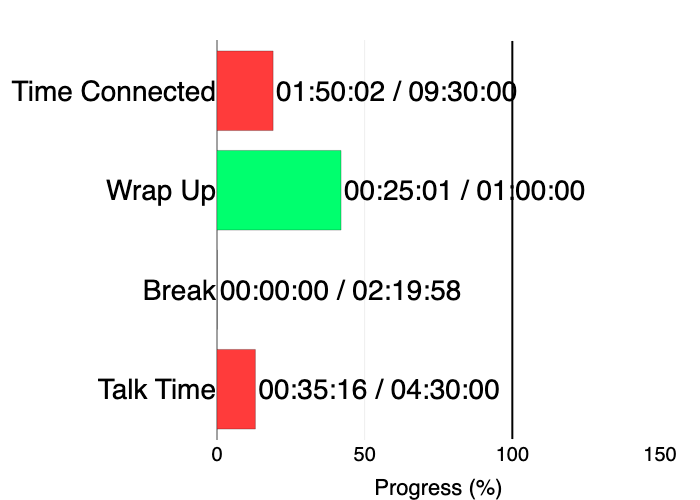 Time Connected 01:50:02 / 09:30:00
Wrap Up 00:25:01 / 01:00:00
Break 00:00:00 / 02:19:58
Talk Time 00:35:16 / 04:30:00
0 50 100 150
Progress (%)